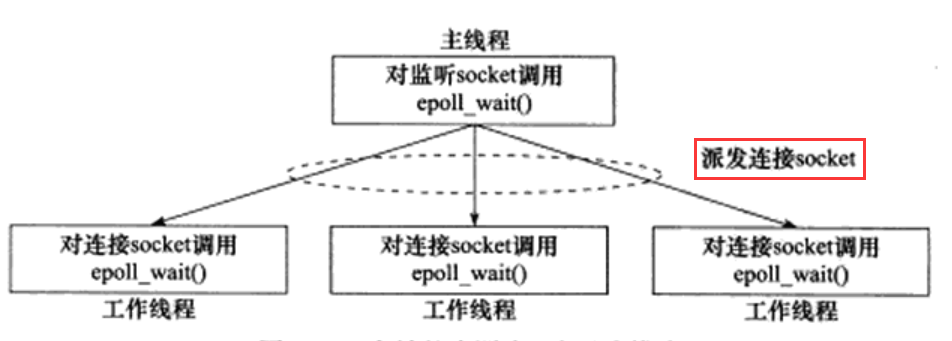 主线程
对监听socket调用
epoll_wait()
派发连接socket
对连接socket调用
epoll_wait()
工作线程
对连接socket调用
epoll_wait()
工作线程
对连接socket调用
epoll_wait()
工作线程